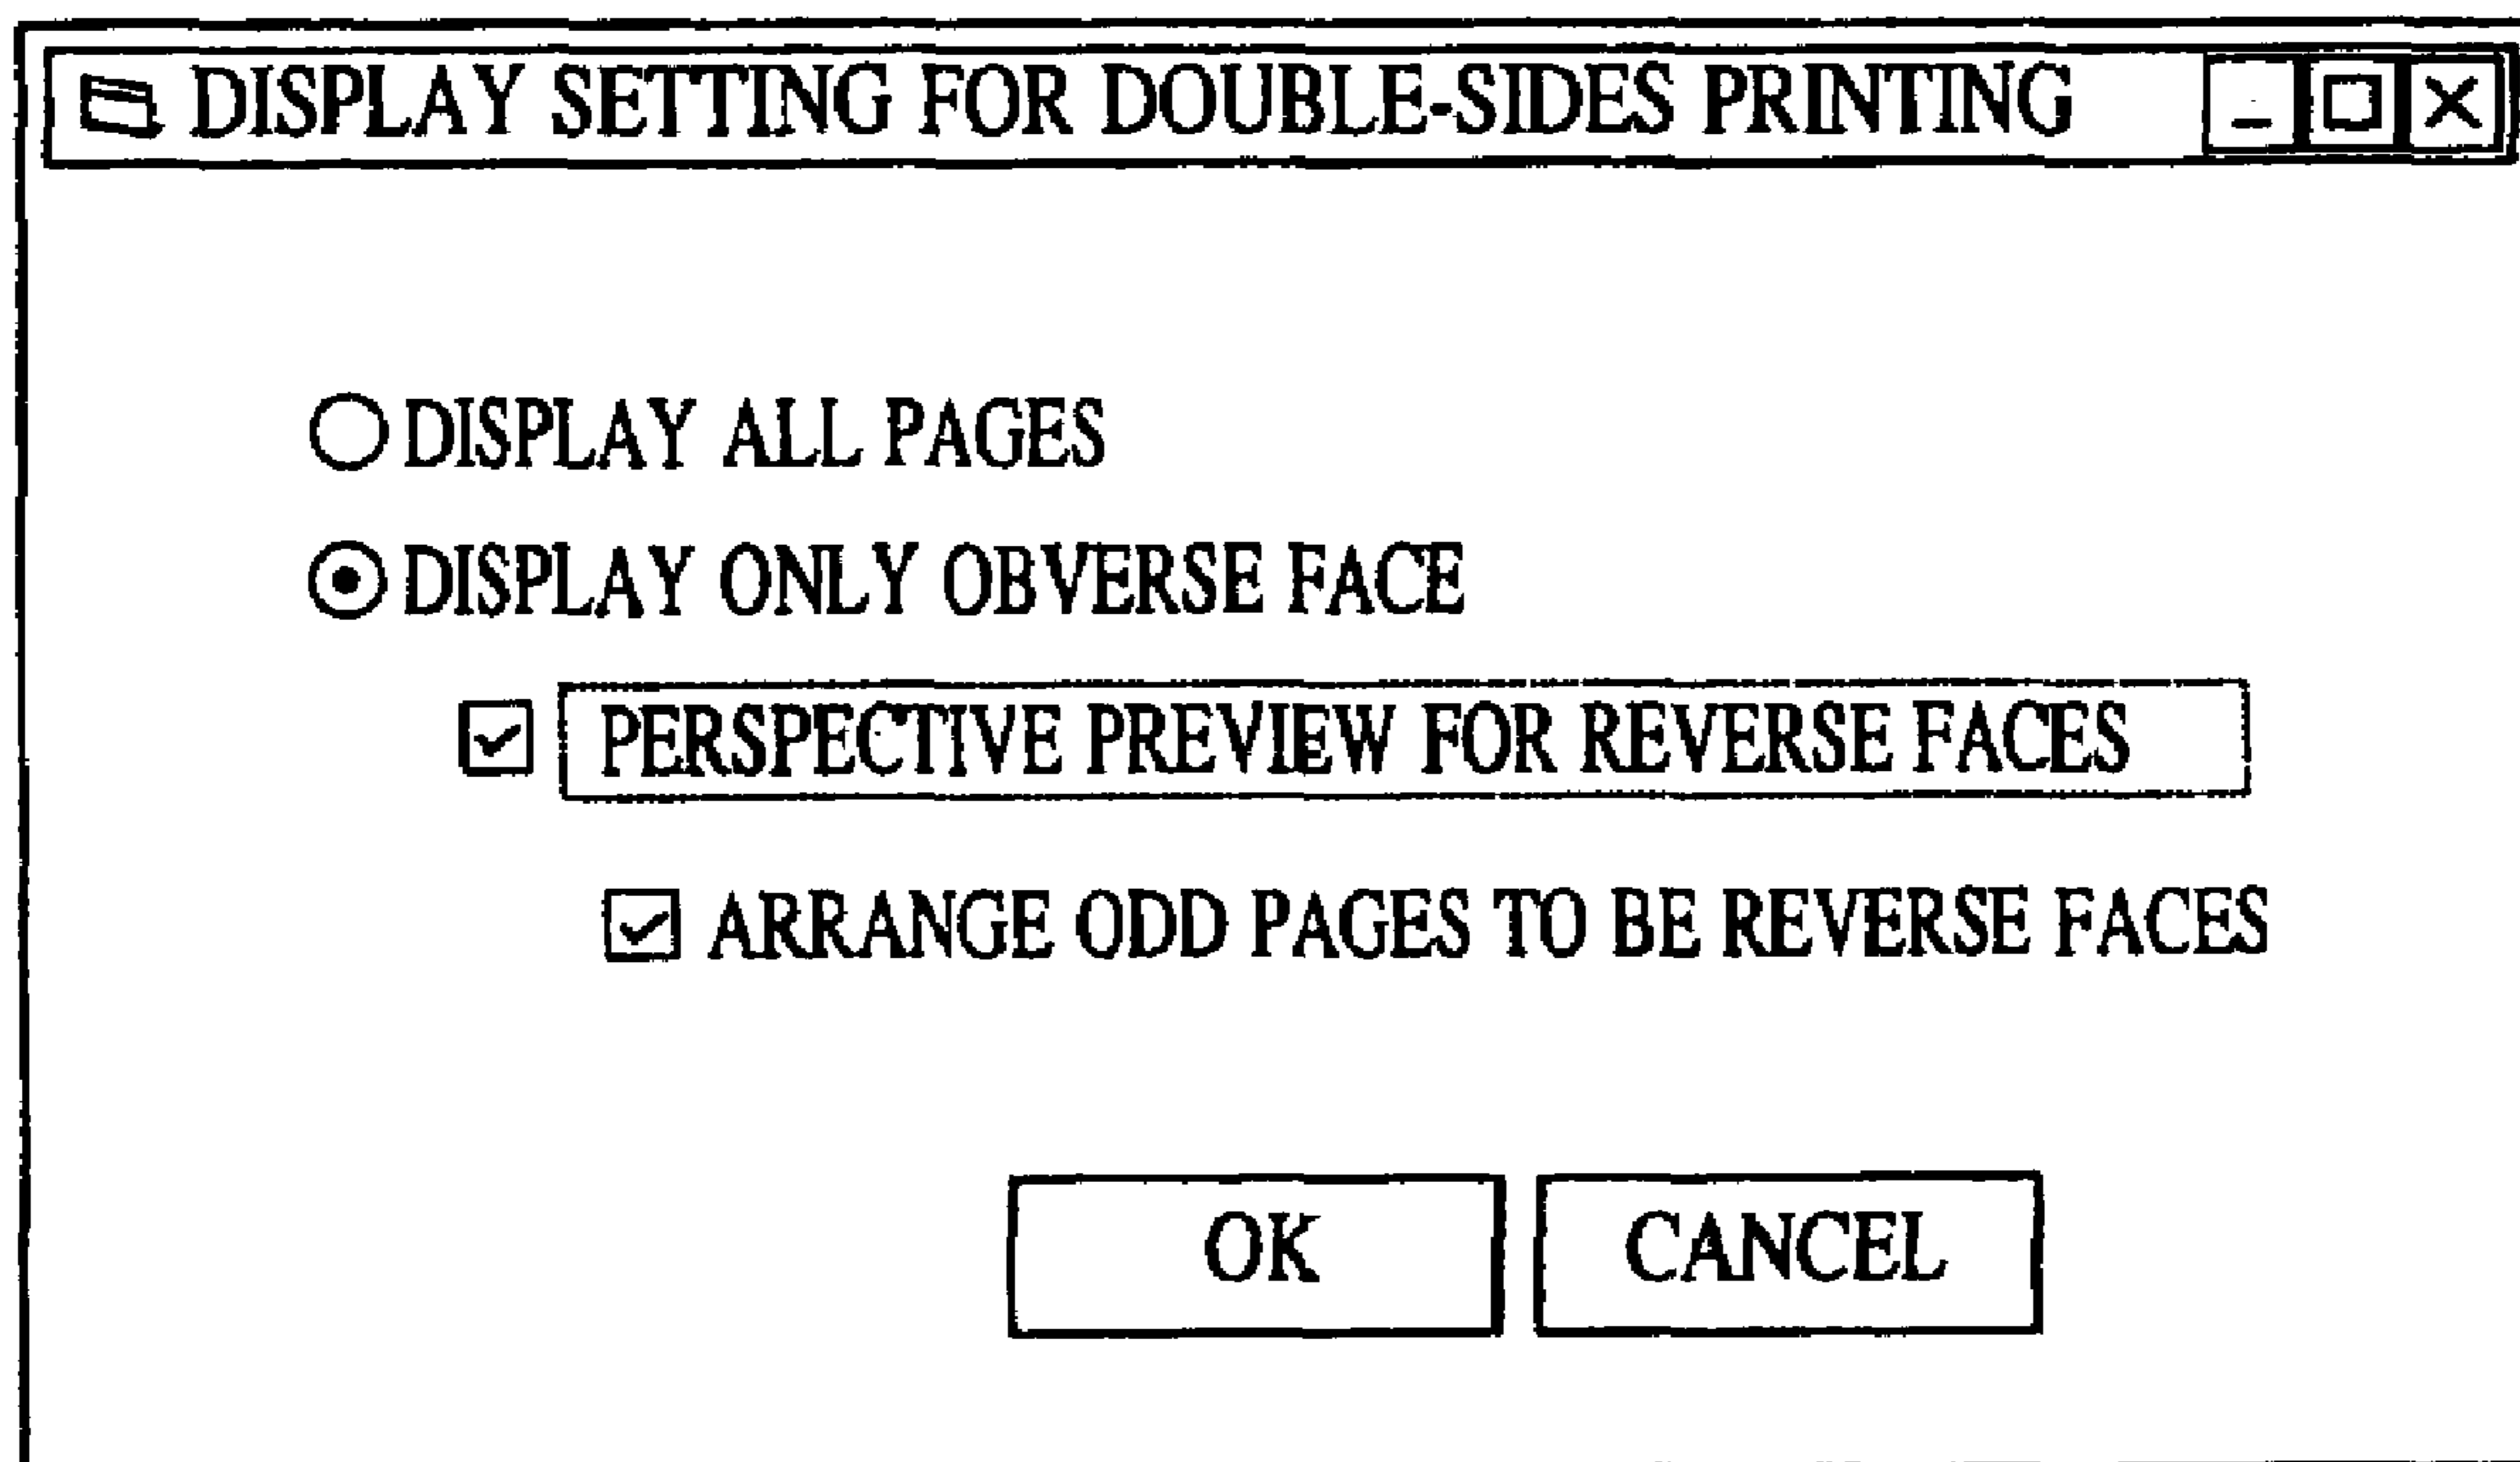 DISPLAY SETTING FOR DOUBLE-SIDES PRINTING
DISPLAY ALL PAGES
DISPLAY ONLY OBVERSE FACE
PERSPECTIVE PREVIEW FOR REVERSE FACES
ARRANGE ODD PAGES TO BE REVERSE FACES
OK
CANCEL